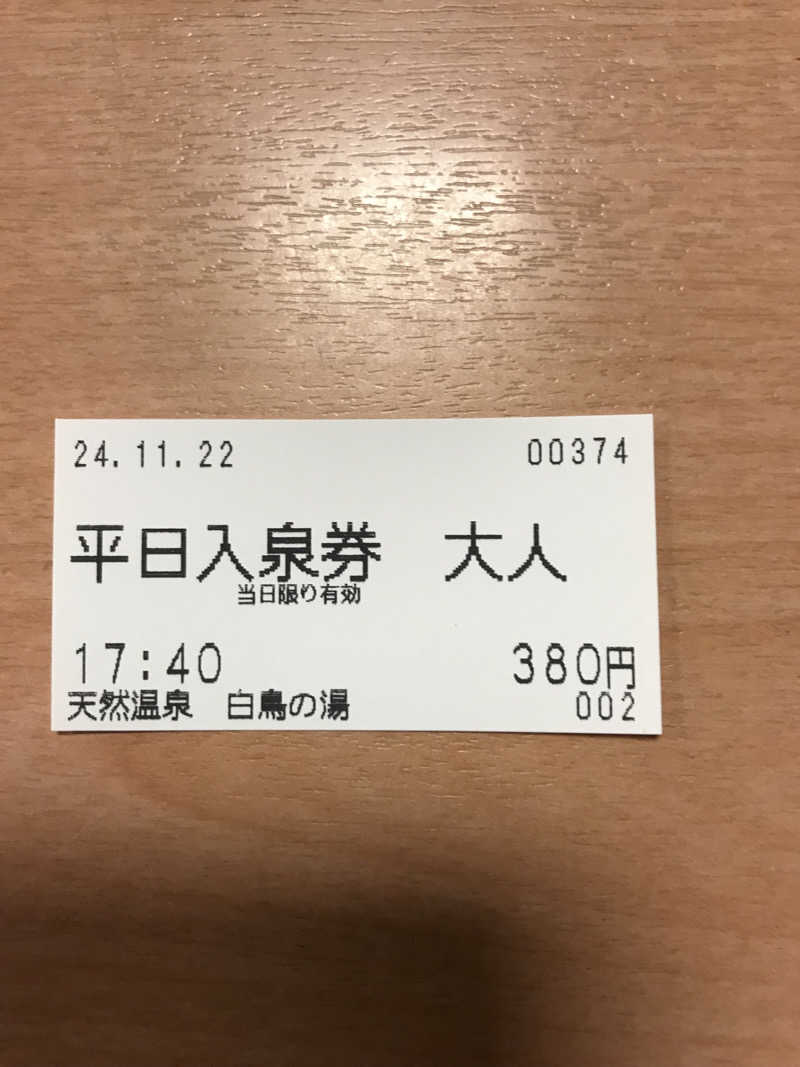 24.11.22 00374
平日入泉券 大人
当日限り有効
17:40 380円
天然温泉 白鳥の湯 002